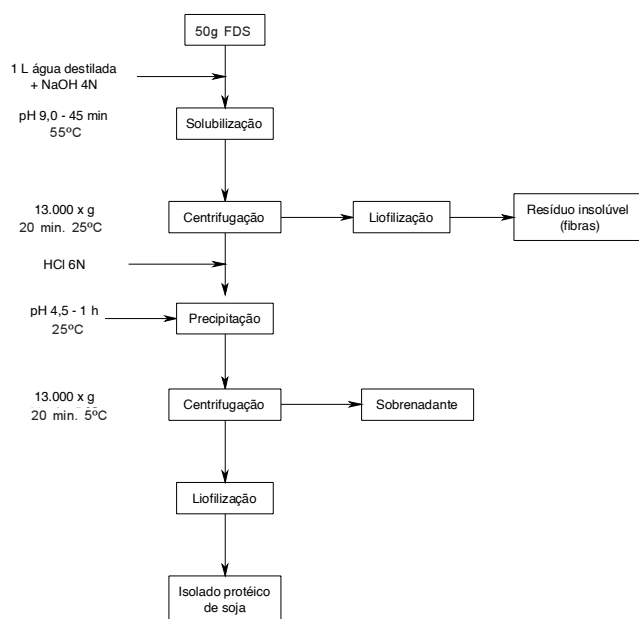 50g FDS
1 L água destilada
+ NaOH 4N
pH 9,0 - 45 min
55ºC
Solubilização
13.000 x g
20 min. 25ºC
Centrifugação
Liofilização
Resíduo insolúvel
(fibras)
HCl 6N
pH 4,5 - 1 h
25ºC
Precipitação
13.000 x g
20 min. 5ºC
Centrifugação
Sobrenadante
Liofilização
Isolado protéico
de soja